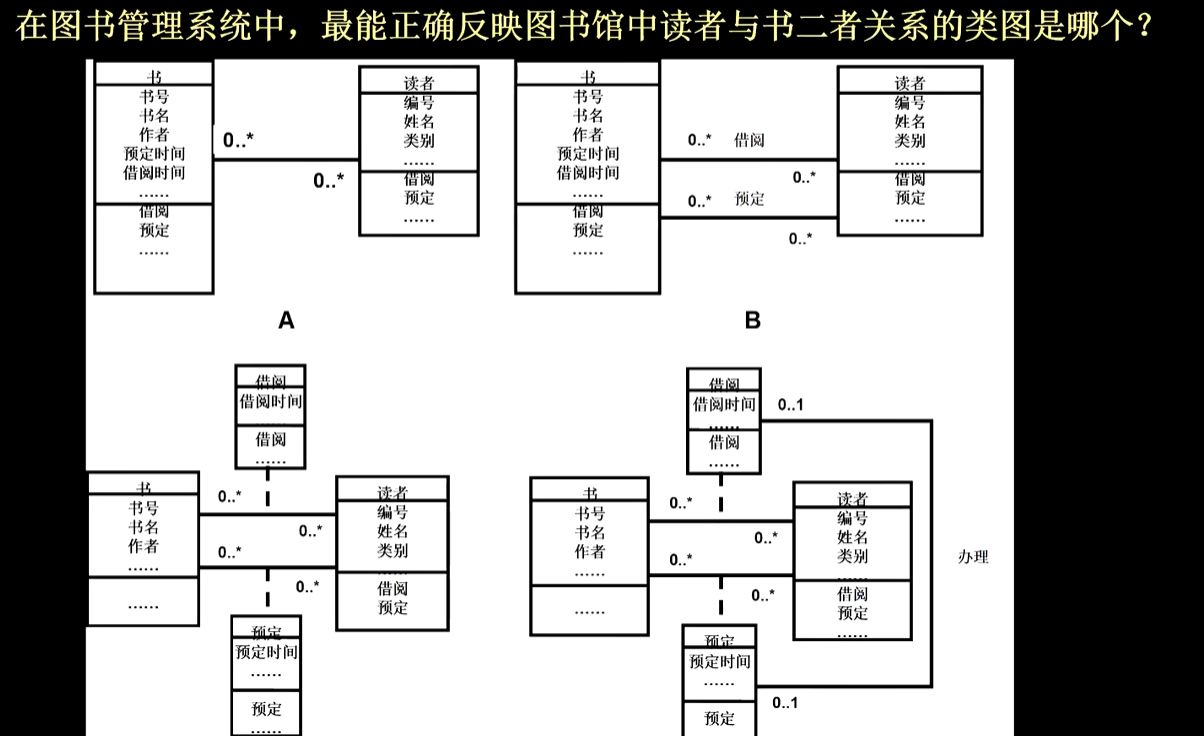 在图书管理系统中，最能正确反映图书馆中读者与书二者关系的类图是哪个？
书
书号
书名
作者
预定时间
借阅时间
......
借阅
预定
......
0..*
0..*
读者
编号
姓名
类别
......
借阅
预定
......
A
书
书号
书名
作者
预定时间
借阅时间
......
借阅
预定
......
0..* 借阅
0..*
0..* 预定
0..*
读者
编号
姓名
类别
......
借阅
预定
......
B
借阅
借阅时间
......
借阅
......
书
书号
书名
作者
......
......
0..*
0..*
0..*
0..*
读者
编号
姓名
类别
......
借阅
预定
预定
预定时间
......
预定
......
借阅
借阅时间
......
借阅
......
0..1
书
书号
书名
作者
......
......
0..*
0..*
0..*
0..*
读者
编号
姓名
类别
......
借阅
预定
......
办理
预定
预定时间
......
预定
0..1